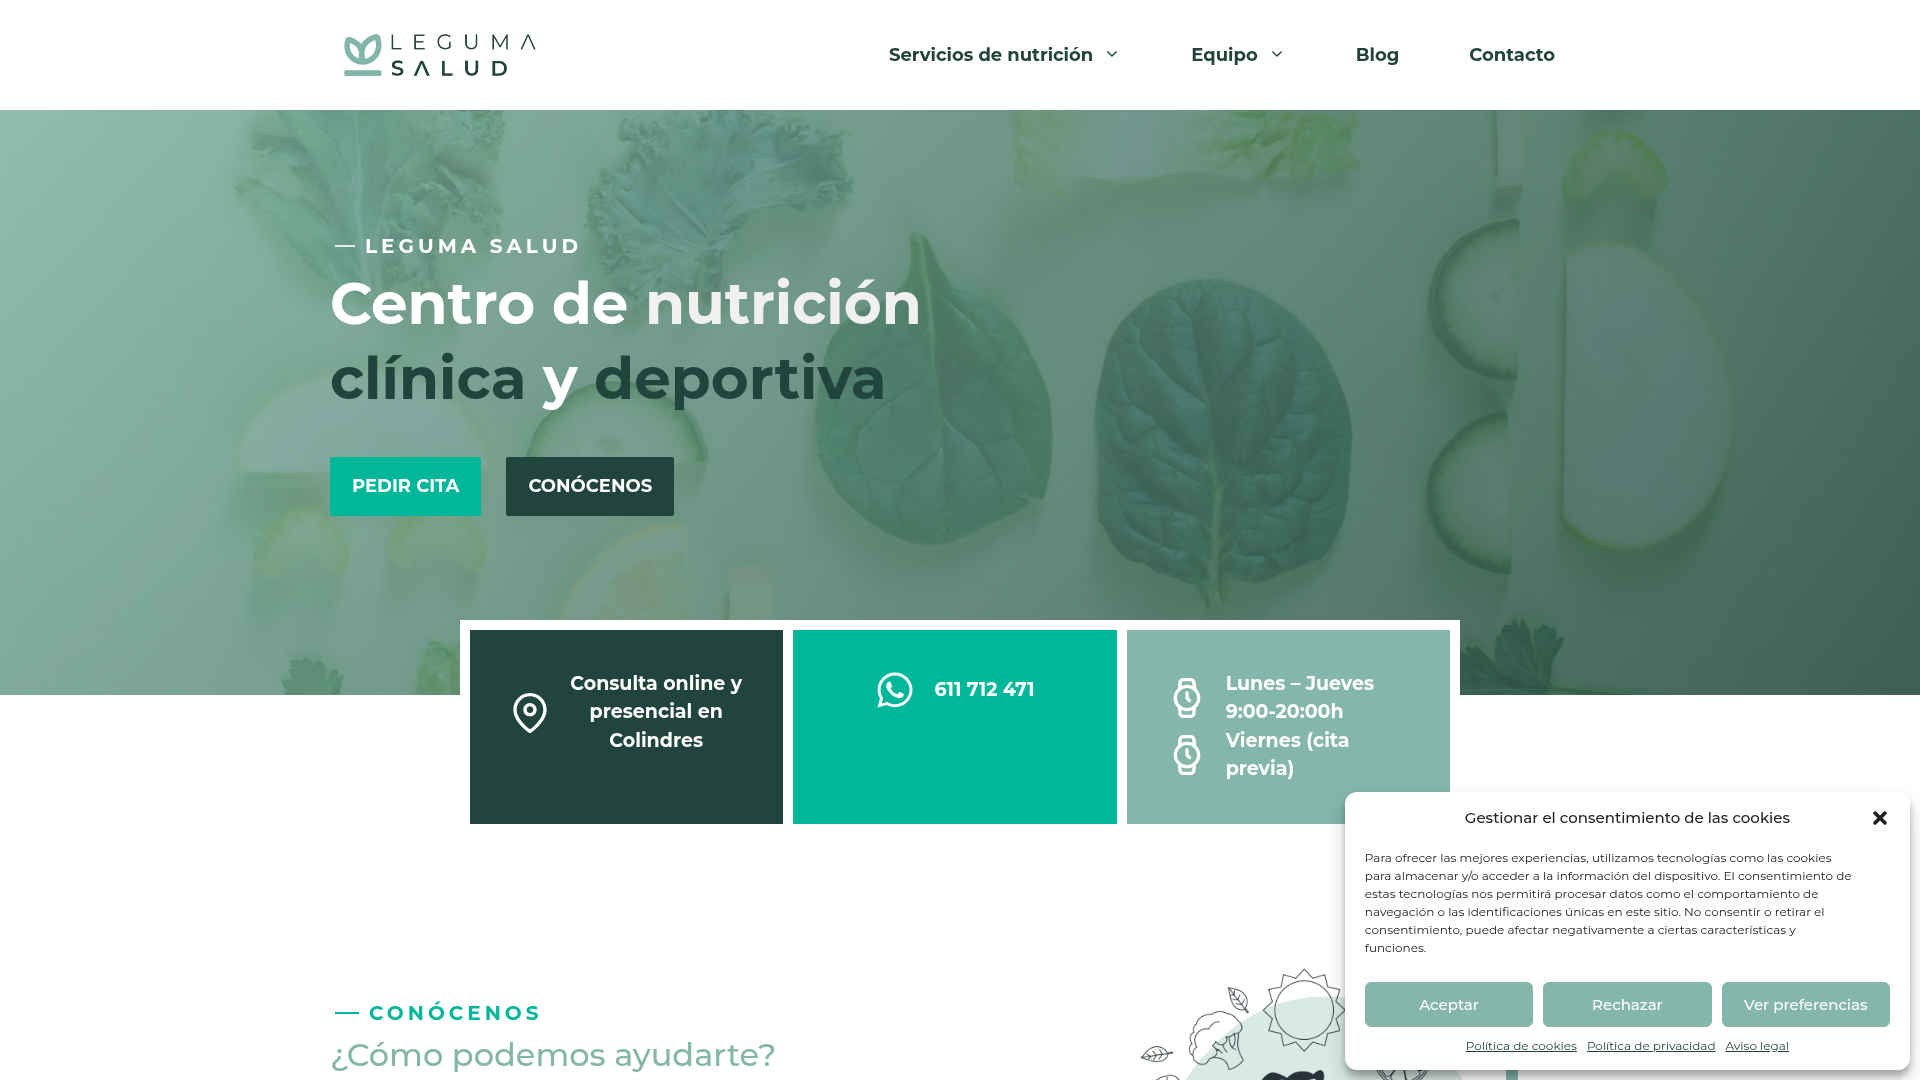 LEGUMA
SALUD
Servicios de nutrición
Equipo
Blog
Contacto
LEGUMA SALUD
Centro de nutrición
clínica y deportiva
PEDIR CITA
CONÓCENOS
Consulta online y
presencial en
Colindres
611 712 471
Lunes – Jueves
9:00-20:00h
Viernes (cita
previa)
Gestionar el consentimiento de las cookies
Para ofrecer las mejores experiencias, utilizamos tecnologías como las cookies
para almacenar y/o acceder a la información del dispositivo. El consentimiento de
estas tecnologías nos permitirá procesar datos como el comportamiento de
navegación o las identificaciones únicas en este sitio. No consentir o retirar el
consentimiento, puede afectar negativamente a ciertas características y
funciones.
Aceptar
Rechazar
Ver preferencias
Política de cookies
Política de privacidad
Aviso legal
CONÓCENOS
¿Cómo podemos ayudarte?